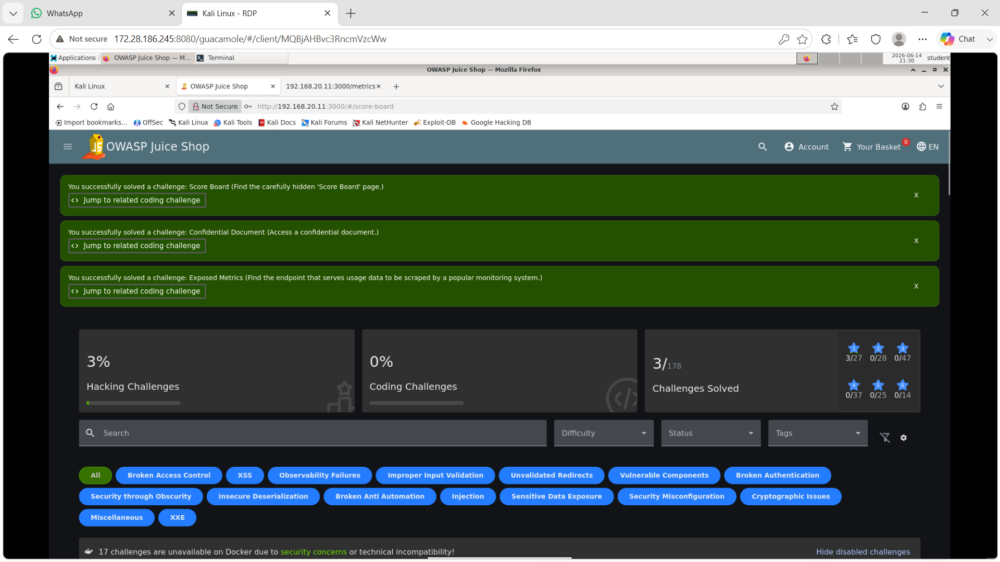 WhatsApp
Kali Linux - RDP
Not secure 172.28.186.245:8080/guacamole/#/client/MQBjAHBvc3RncmVzcWw
Chat
Applications OWASP Juice Shop — M... Terminal
2026-06-14
21:30
student
OWASP Juice Shop — Mozilla Firefox
Kali Linux
OWASP Juice Shop
192.168.20.11:3000/metrics
Not Secure http://192.168.20.11:3000/#/score-board
Import bookmarks... OffSec Kali Linux Kali Tools Kali Docs Kali Forums Kali NetHunter Exploit-DB Google Hacking DB
OWASP Juice Shop
Account
Your Basket 0
EN
You successfully solved a challenge: Score Board (Find the carefully hidden 'Score Board' page.)
<> Jump to related coding challenge
X
You successfully solved a challenge: Confidential Document (Access a confidential document.)
<> Jump to related coding challenge
X
You successfully solved a challenge: Exposed Metrics (Find the endpoint that serves usage data to be scraped by a popular monitoring system.)
<> Jump to related coding challenge
X
3%
Hacking Challenges
0%
Coding Challenges
3/178
Challenges Solved
1 2 3
3/27 0/28 0/47
4 5 6
0/37 0/25 0/14
Search
Difficulty
Status
Tags
All Broken Access Control XSS Observability Failures Improper Input Validation Unvalidated Redirects Vulnerable Components Broken Authentication
Security through Obscurity Insecure Deserialization Broken Anti Automation Injection Sensitive Data Exposure Security Misconfiguration Cryptographic Issues
Miscellaneous XXE
17 challenges are unavailable on Docker due to security concerns or technical incompatibility!
Hide disabled challenges